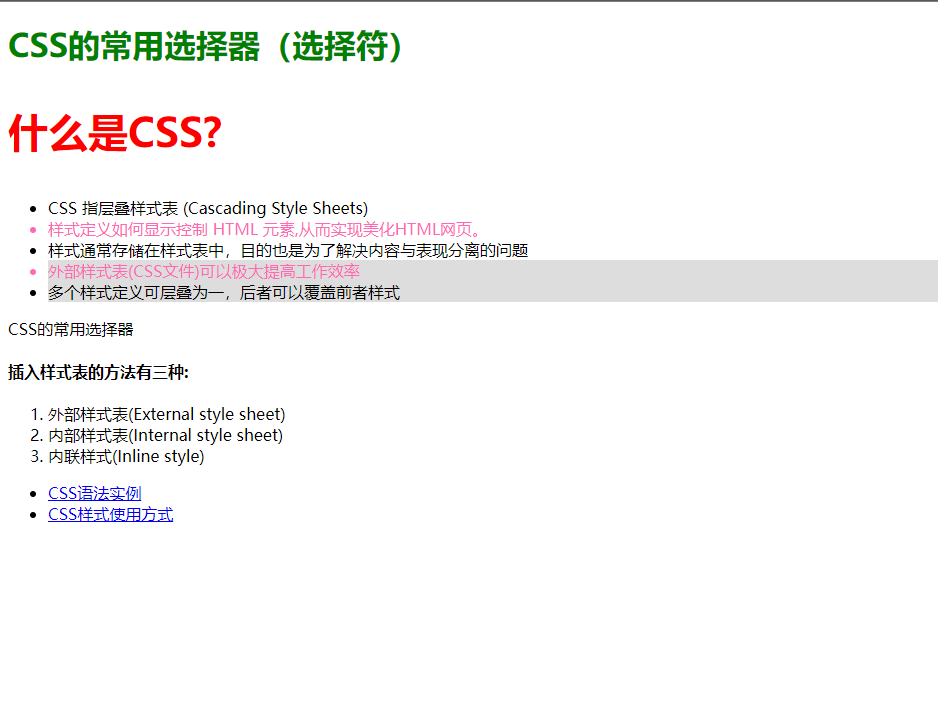 CSS的常用选择器（选择符）
什么是CSS?
• CSS 指层叠样式表 (Cascading Style Sheets)
• 样式定义如何显示控制 HTML 元素,从而实现美化HTML网页。
• 样式通常存储在样式表中，目的也是为了解决内容与表现分离的问题
• 外部样式表(CSS文件)可以极大提高工作效率
• 多个样式定义可层叠为一，后者可以覆盖前者样式
CSS的常用选择器
插入样式表的方法有三种:
1. 外部样式表(External style sheet)
2. 内部样式表(Internal style sheet)
3. 内联样式(Inline style)
• CSS语法实例
• CSS样式使用方式